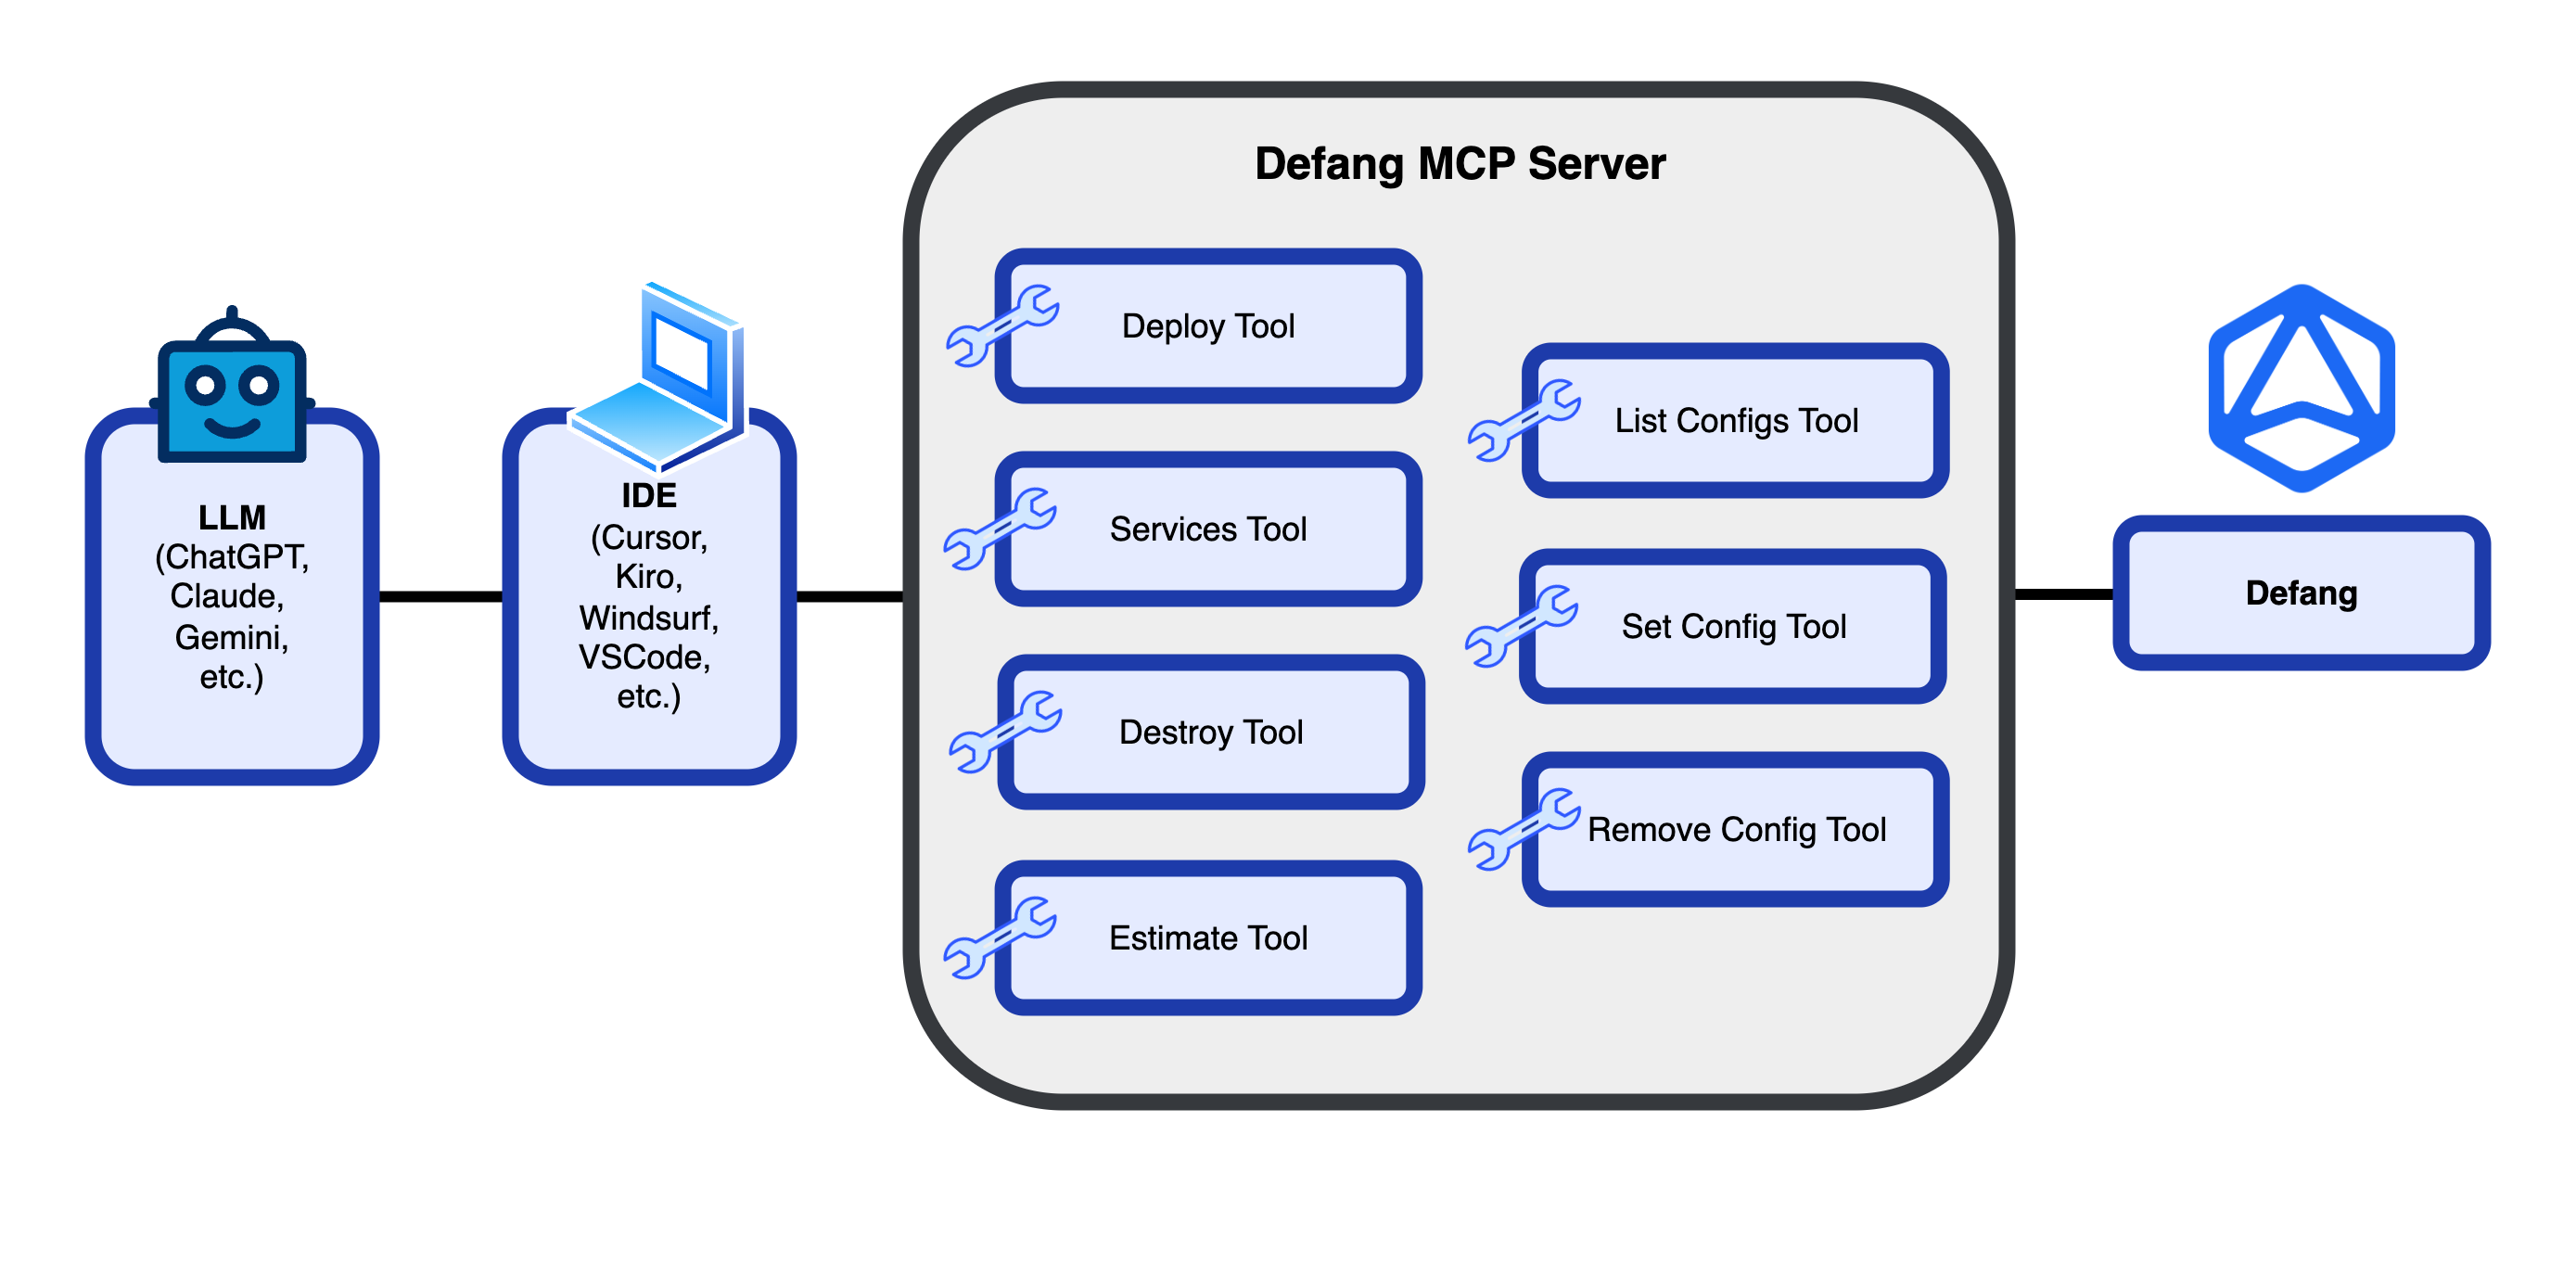 LLM
(ChatGPT,
Claude,
Gemini,
etc.)
IDE
(Cursor,
Kiro,
Windsurf,
VSCode,
etc.)
Defang MCP Server
Deploy Tool
Services Tool
Destroy Tool
Estimate Tool
List Configs Tool
Set Config Tool
Remove Config Tool
Defang